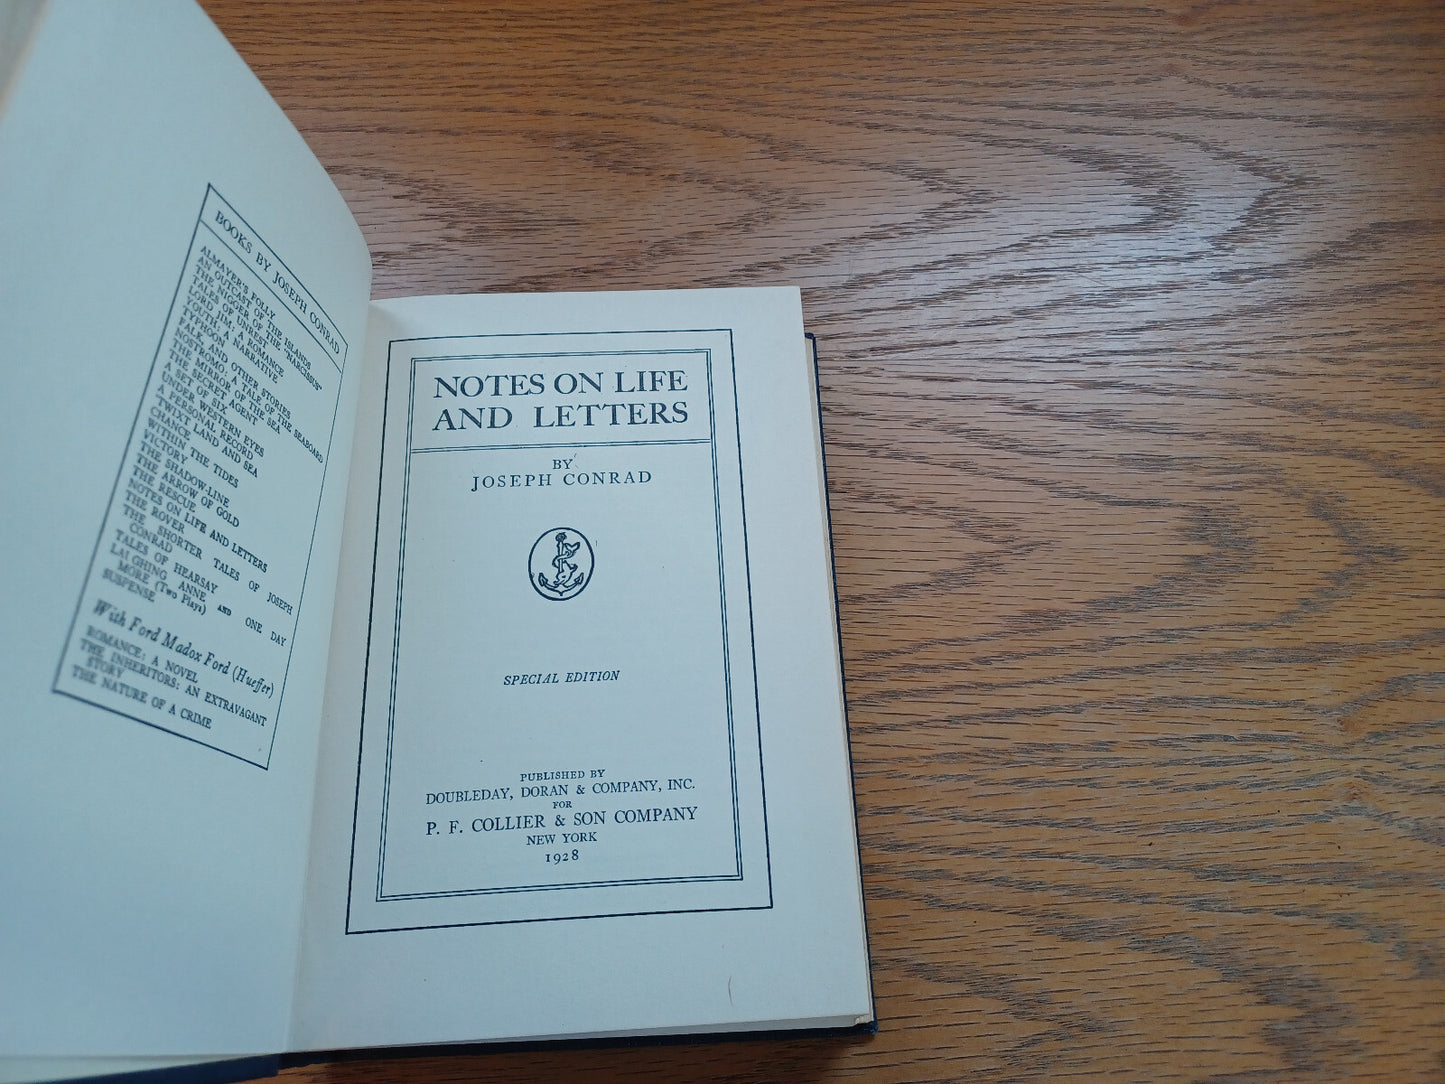 BOOKS BY JOSEPH CONRAD
ALMAYER'S FOLLY
AN OUTCAST OF THE ISLANDS
THE NIGGER OF THE "NARCISSUS"
TALES OF UNREST
LORD JIM: A ROMANCE
YOUTH: A NARRATIVE
TYPHOON
FALK, AND OTHER STORIES
NOSTROMO: A TALE OF THE SEABOARD
THE MIRROR OF THE SEA
THE SECRET AGENT
A SET OF SIX
UNDER WESTERN EYES
A PERSONAL RECORD
'TWIXT LAND AND SEA
CHANCE
WITHIN THE TIDES
VICTORY
THE SHADOW-LINE
THE ARROW OF GOLD
THE RESCUE
NOTES ON LIFE AND LETTERS
THE ROVER
THE SHORTER TALES OF JOSEPH
CONRAD
TALES OF HEARSAY
LAUGHING ANNE AND ONE DAY
MORE (Two Plays)
SUSPENSE
With Ford Madox Ford (Hueffer)
ROMANCE: A NOVEL
THE INHERITORS: AN EXTRAVAGANT
STORY
THE NATURE OF A CRIME
NOTES ON LIFE
AND LETTERS
BY
JOSEPH CONRAD
SPECIAL EDITION
PUBLISHED BY
DOUBLEDAY, DORAN & COMPANY, INC.
FOR
P. F. COLLIER & SON COMPANY
NEW YORK
1928